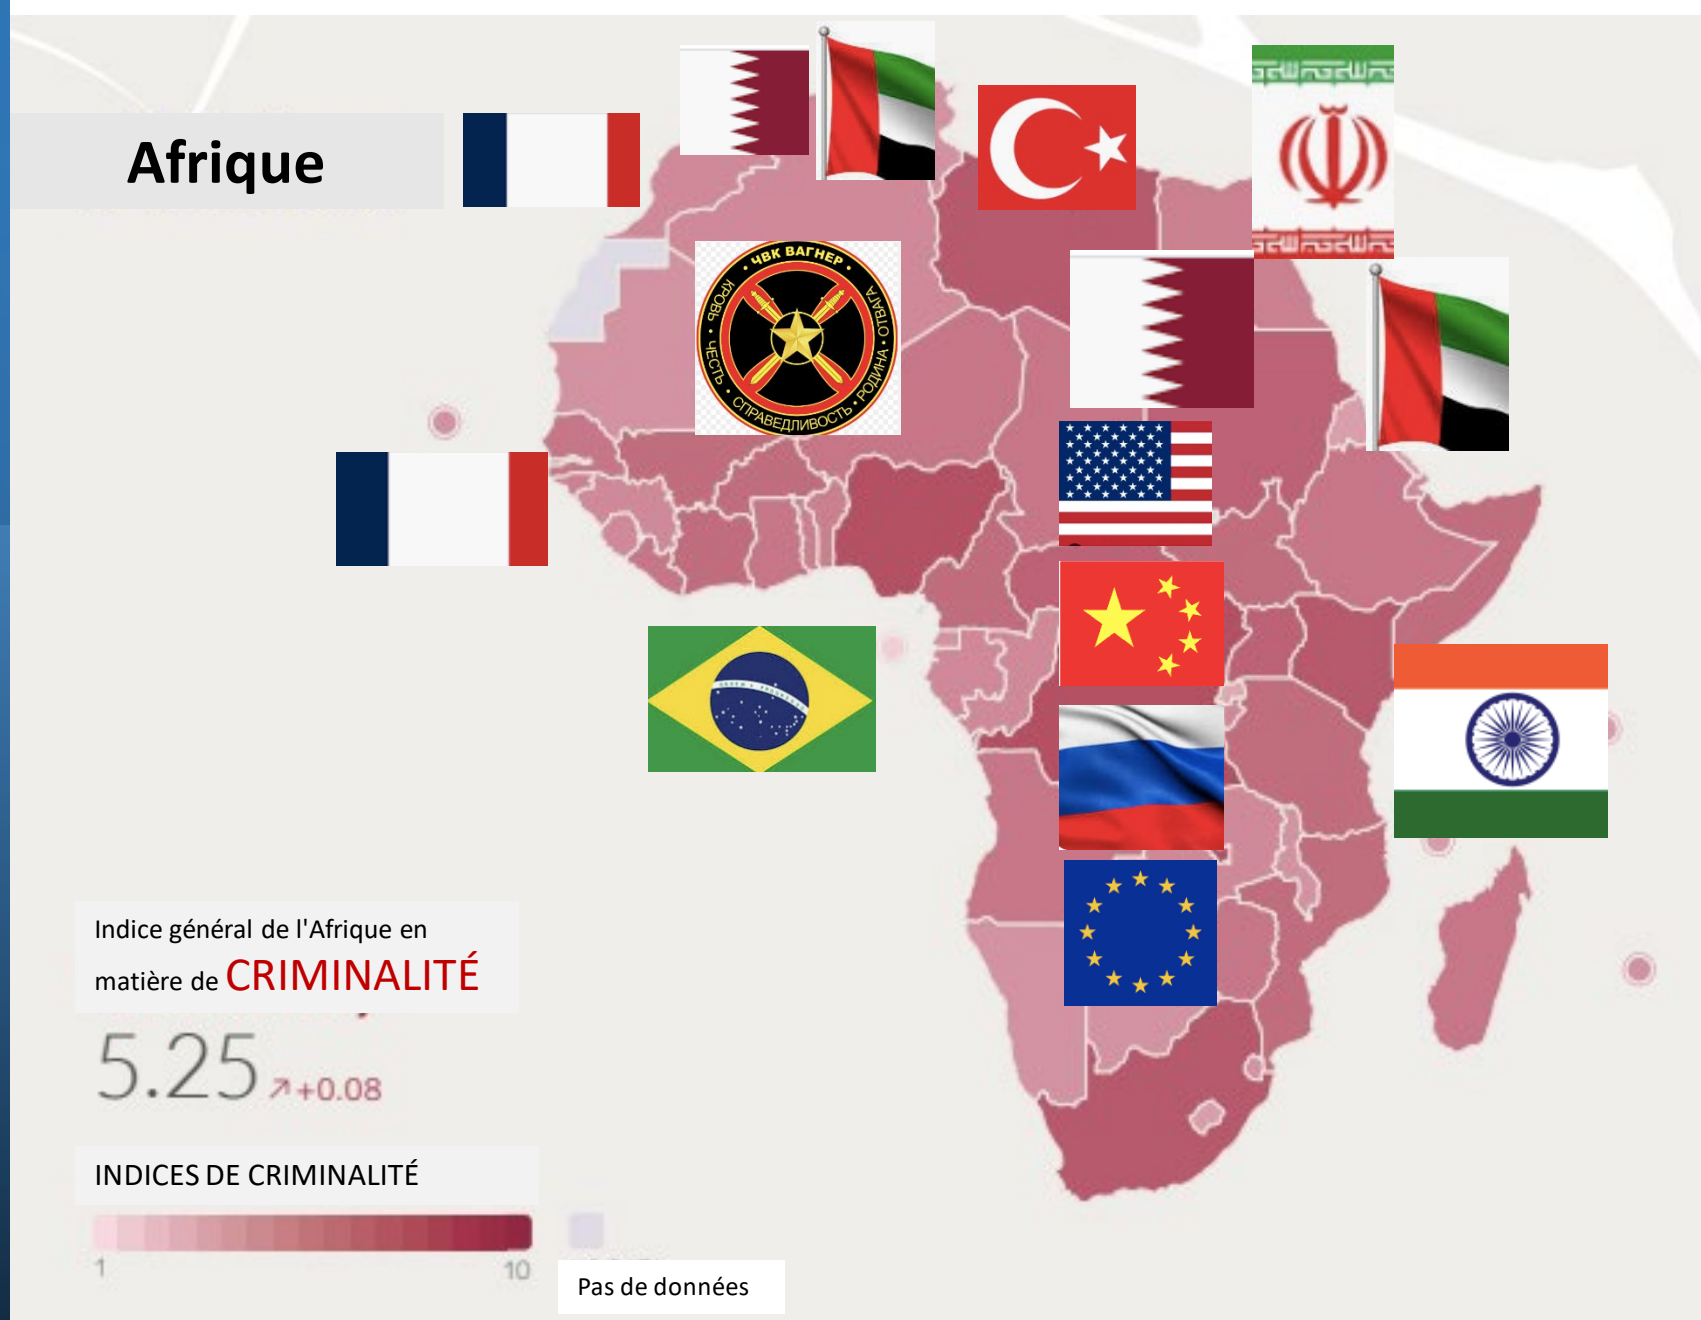 Afrique
ЧВК ВАГНЕР
КРОВЬ • ЧЕСТЬ • СПРАВЕДЛИВОСТЬ • РОДИНА • ОТВАГА
Indice général de l'Afrique en
matière de CRIMINALITÉ
5.25 ↗+0.08
INDICES DE CRIMINALITÉ
1 10
Pas de données